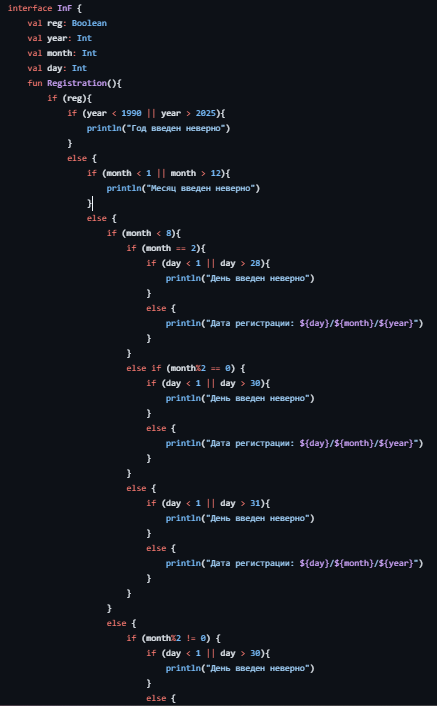 interface InF {
    val reg: Boolean
    val year: Int
    val month: Int
    val day: Int
    fun Registration(){
        if (reg){
            if (year < 1990 || year > 2025){
                println("Год введен неверно")
            }
            else {
                if (month < 1 || month > 12){
                    println("Месяц введен неверно")
                }
                else {
                    if (month < 8){
                        if (month == 2){
                            if (day < 1 || day > 28){
                                println("День введен неверно")
                            }
                            else {
                                println("Дата регистрации: ${day}/${month}/${year}")
                            }
                        }
                        else if (month%2 == 0) {
                            if (day < 1 || day > 30){
                                println("День введен неверно")
                            }
                            else {
                                println("Дата регистрации: ${day}/${month}/${year}")
                            }
                        }
                        else {
                            if (day < 1 || day > 31){
                                println("День введен неверно")
                            }
                            else {
                                println("Дата регистрации: ${day}/${month}/${year}")
                            }
                        }
                    }
                    else {
                        if (month%2 != 0) {
                            if (day < 1 || day > 30){
                                println("День введен неверно")
                            }
                            else {